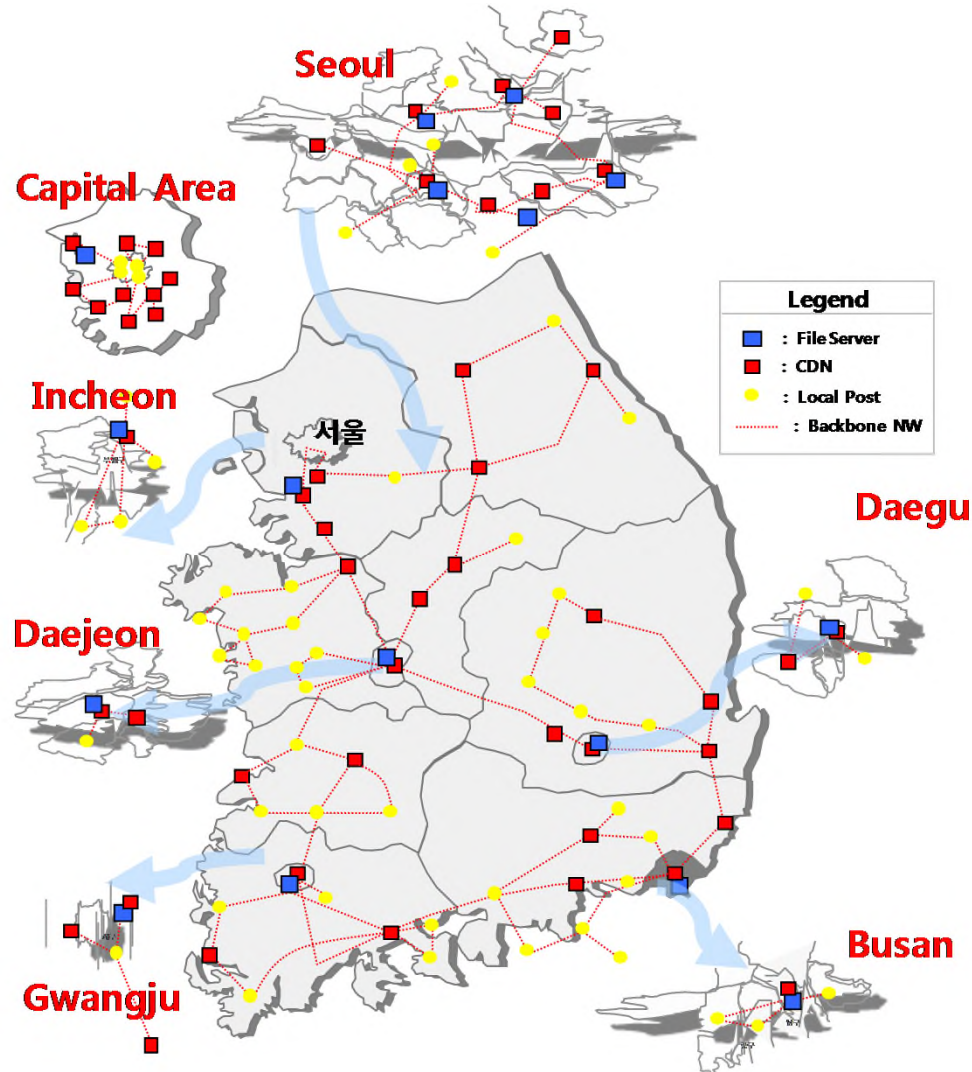 Seoul
Capital Area
Legend
: File Server
: CDN
: Local Post
: Backbone NW
Incheon
서울
Daegu
Daejeon
Busan
Gwangju